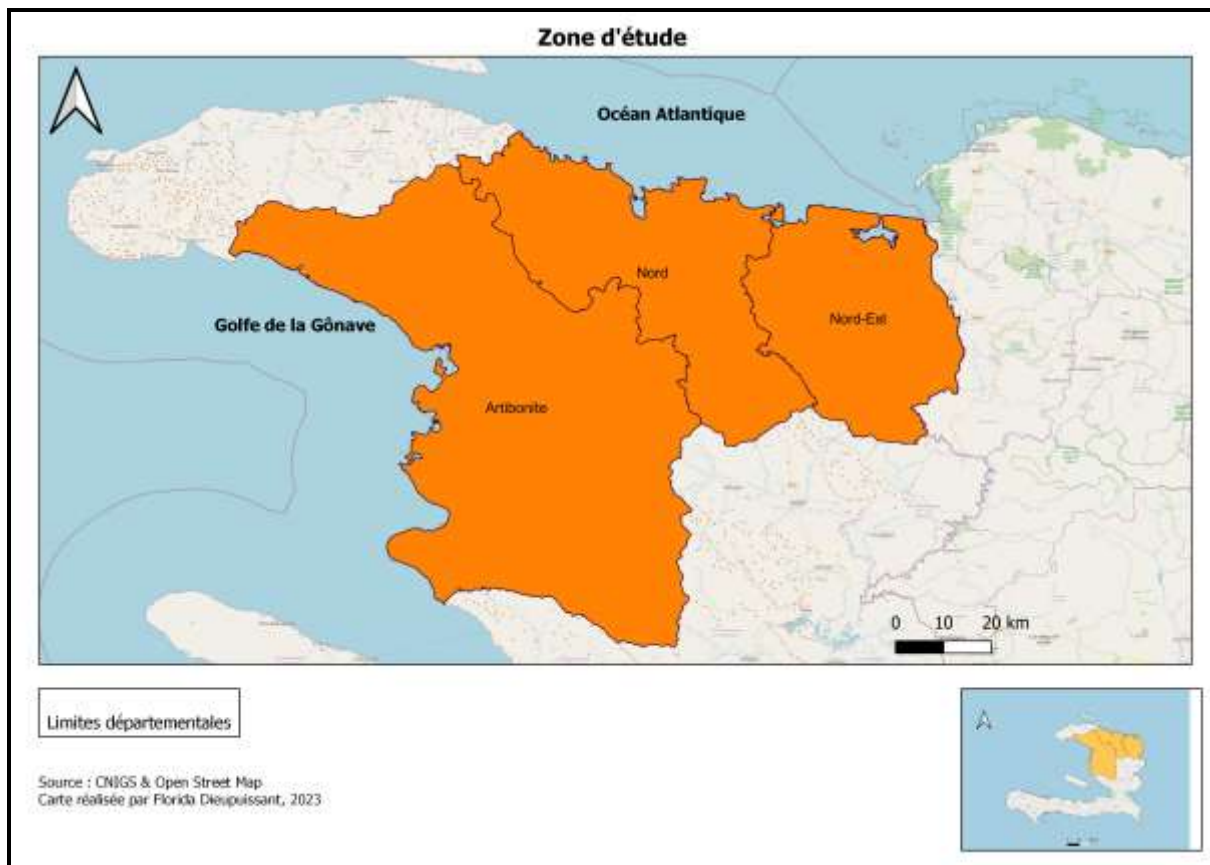 Zone d'étude
Océan Atlantique
Nord
Nord-Est
Golfe de la Gônave
Artibonite
0 10 20 km
Limites départementales
Source : CNIGS & Open Street Map
Carte réalisée par Florida Dieupuissant, 2023